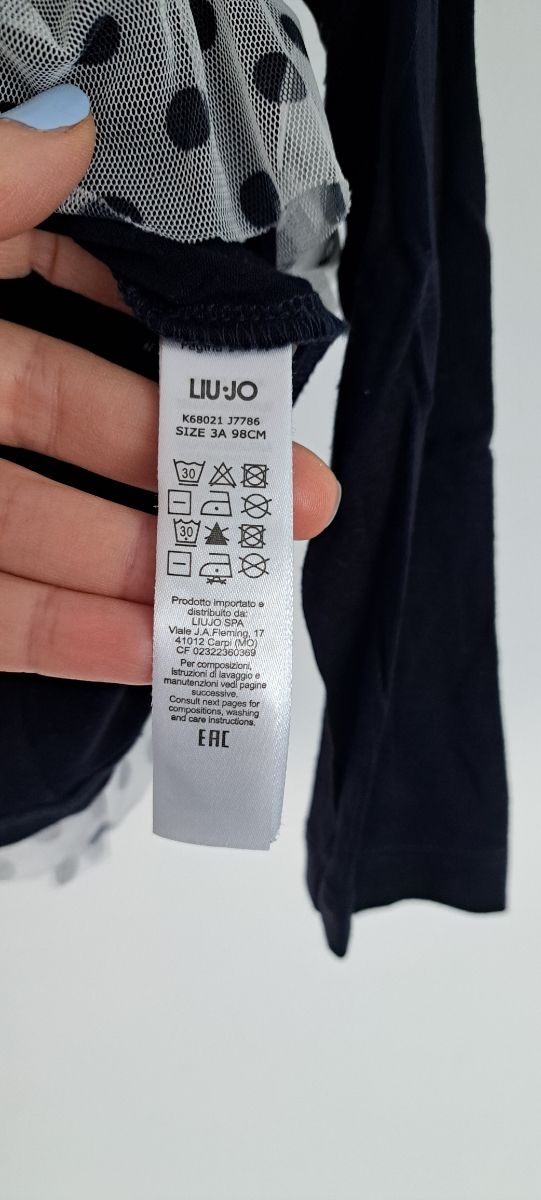 Pagina
LIU·JO
K68021 J7786
SIZE 3A 98CM
30
30
Prodotto importato e
distribuito da:
LIUJO SPA
Viale J.A.Fleming, 17
41012 Carpi (MO)
CF 02322360369
Per composizioni,
istruzioni di lavaggio e
manutenzioni vedi pagine
successive.
Consult next pages for
compositions, washing
and care instructions.
EAC